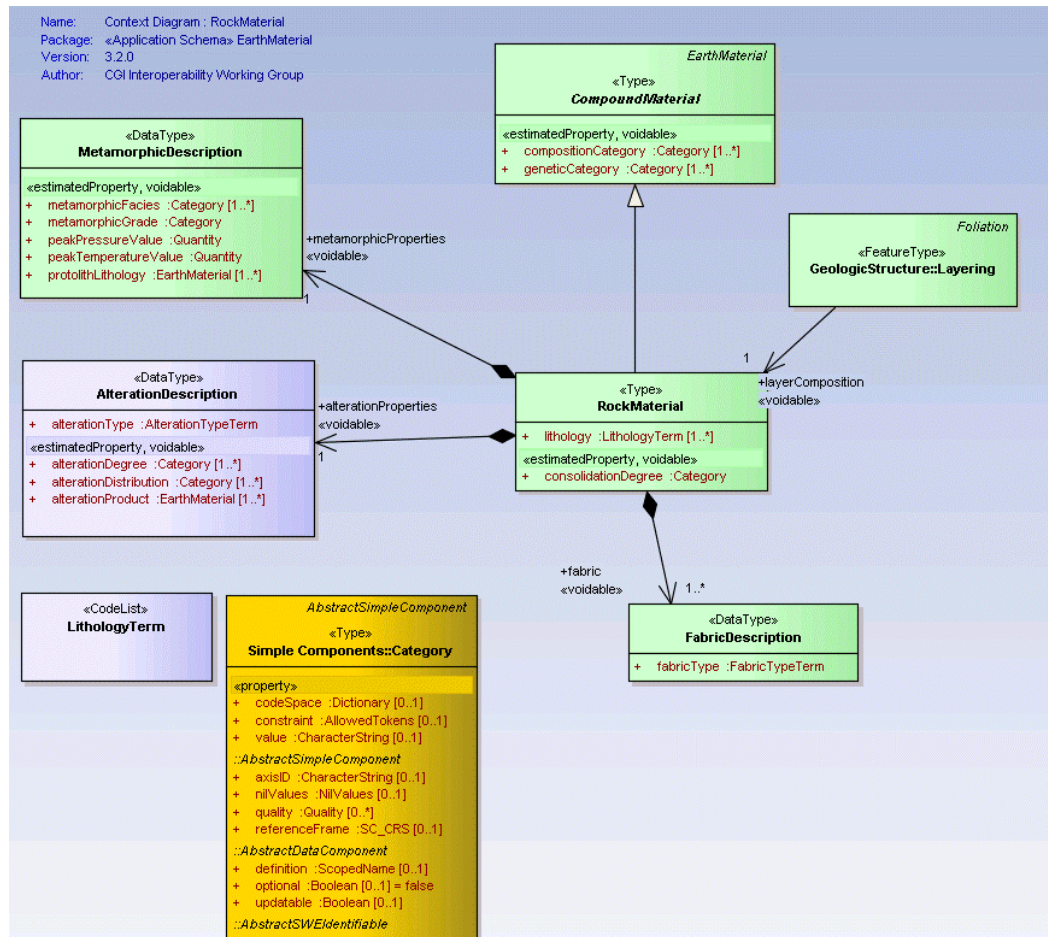 Name: Context Diagram : RockMaterial
Package: «Application Schema» EarthMaterial
Version: 3.2.0
Author: CGI Interoperability Working Group
EarthMaterial
«Type»
CompoundMaterial
«estimatedProperty, voidable»
+ compositionCategory :Category [1..*]
+ geneticCategory :Category [1..*]
«DataType»
MetamorphicDescription
«estimatedProperty, voidable»
+ metamorphicFacies :Category [1..*]
+ metamorphicGrade :Category
+ peakPressureValue :Quantity
+ peakTemperatureValue :Quantity
+ protolithLithology :EarthMaterial [1..*]
+metamorphicProperties
«voidable»
1
Foliation
«FeatureType»
GeologicStructure::Layering
1
+layerComposition
«voidable»
«DataType»
AlterationDescription
+ alterationType :AlterationTypeTerm
«estimatedProperty, voidable»
+ alterationDegree :Category [1..*]
+ alterationDistribution :Category [1..*]
+ alterationProduct :EarthMaterial [1..*]
+alterationProperties
«voidable»
1
«Type»
RockMaterial
+ lithology :LithologyTerm [1..*]
«estimatedProperty, voidable»
+ consolidationDegree :Category
+fabric
«voidable»
1..*
«DataType»
FabricDescription
+ fabricType :FabricTypeTerm
«CodeList»
LithologyTerm
AbstractSimpleComponent
«Type»
Simple Components::Category
«property»
+ codeSpace :Dictionary [0..1]
+ constraint :AllowedTokens [0..1]
+ value :CharacterString [0..1]
::AbstractSimpleComponent
+ axisID :CharacterString [0..1]
+ nilValues :NilValues [0..1]
+ quality :Quality [0..*]
+ referenceFrame :SC_CRS [0..1]
::AbstractDataComponent
+ definition :ScopedName [0..1]
+ optional :Boolean [0..1] = false
+ updatable :Boolean [0..1]
::AbstractSWEIdentifiable